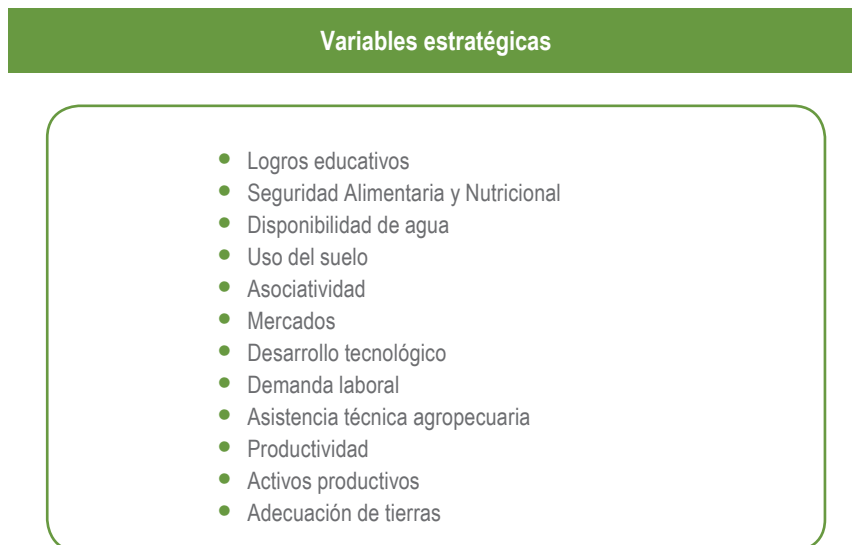 Variables estratégicas
• Logros educativos
• Seguridad Alimentaria y Nutricional
• Disponibilidad de agua
• Uso del suelo
• Asociatividad
• Mercados
• Desarrollo tecnológico
• Demanda laboral
• Asistencia técnica agropecuaria
• Productividad
• Activos productivos
• Adecuación de tierras